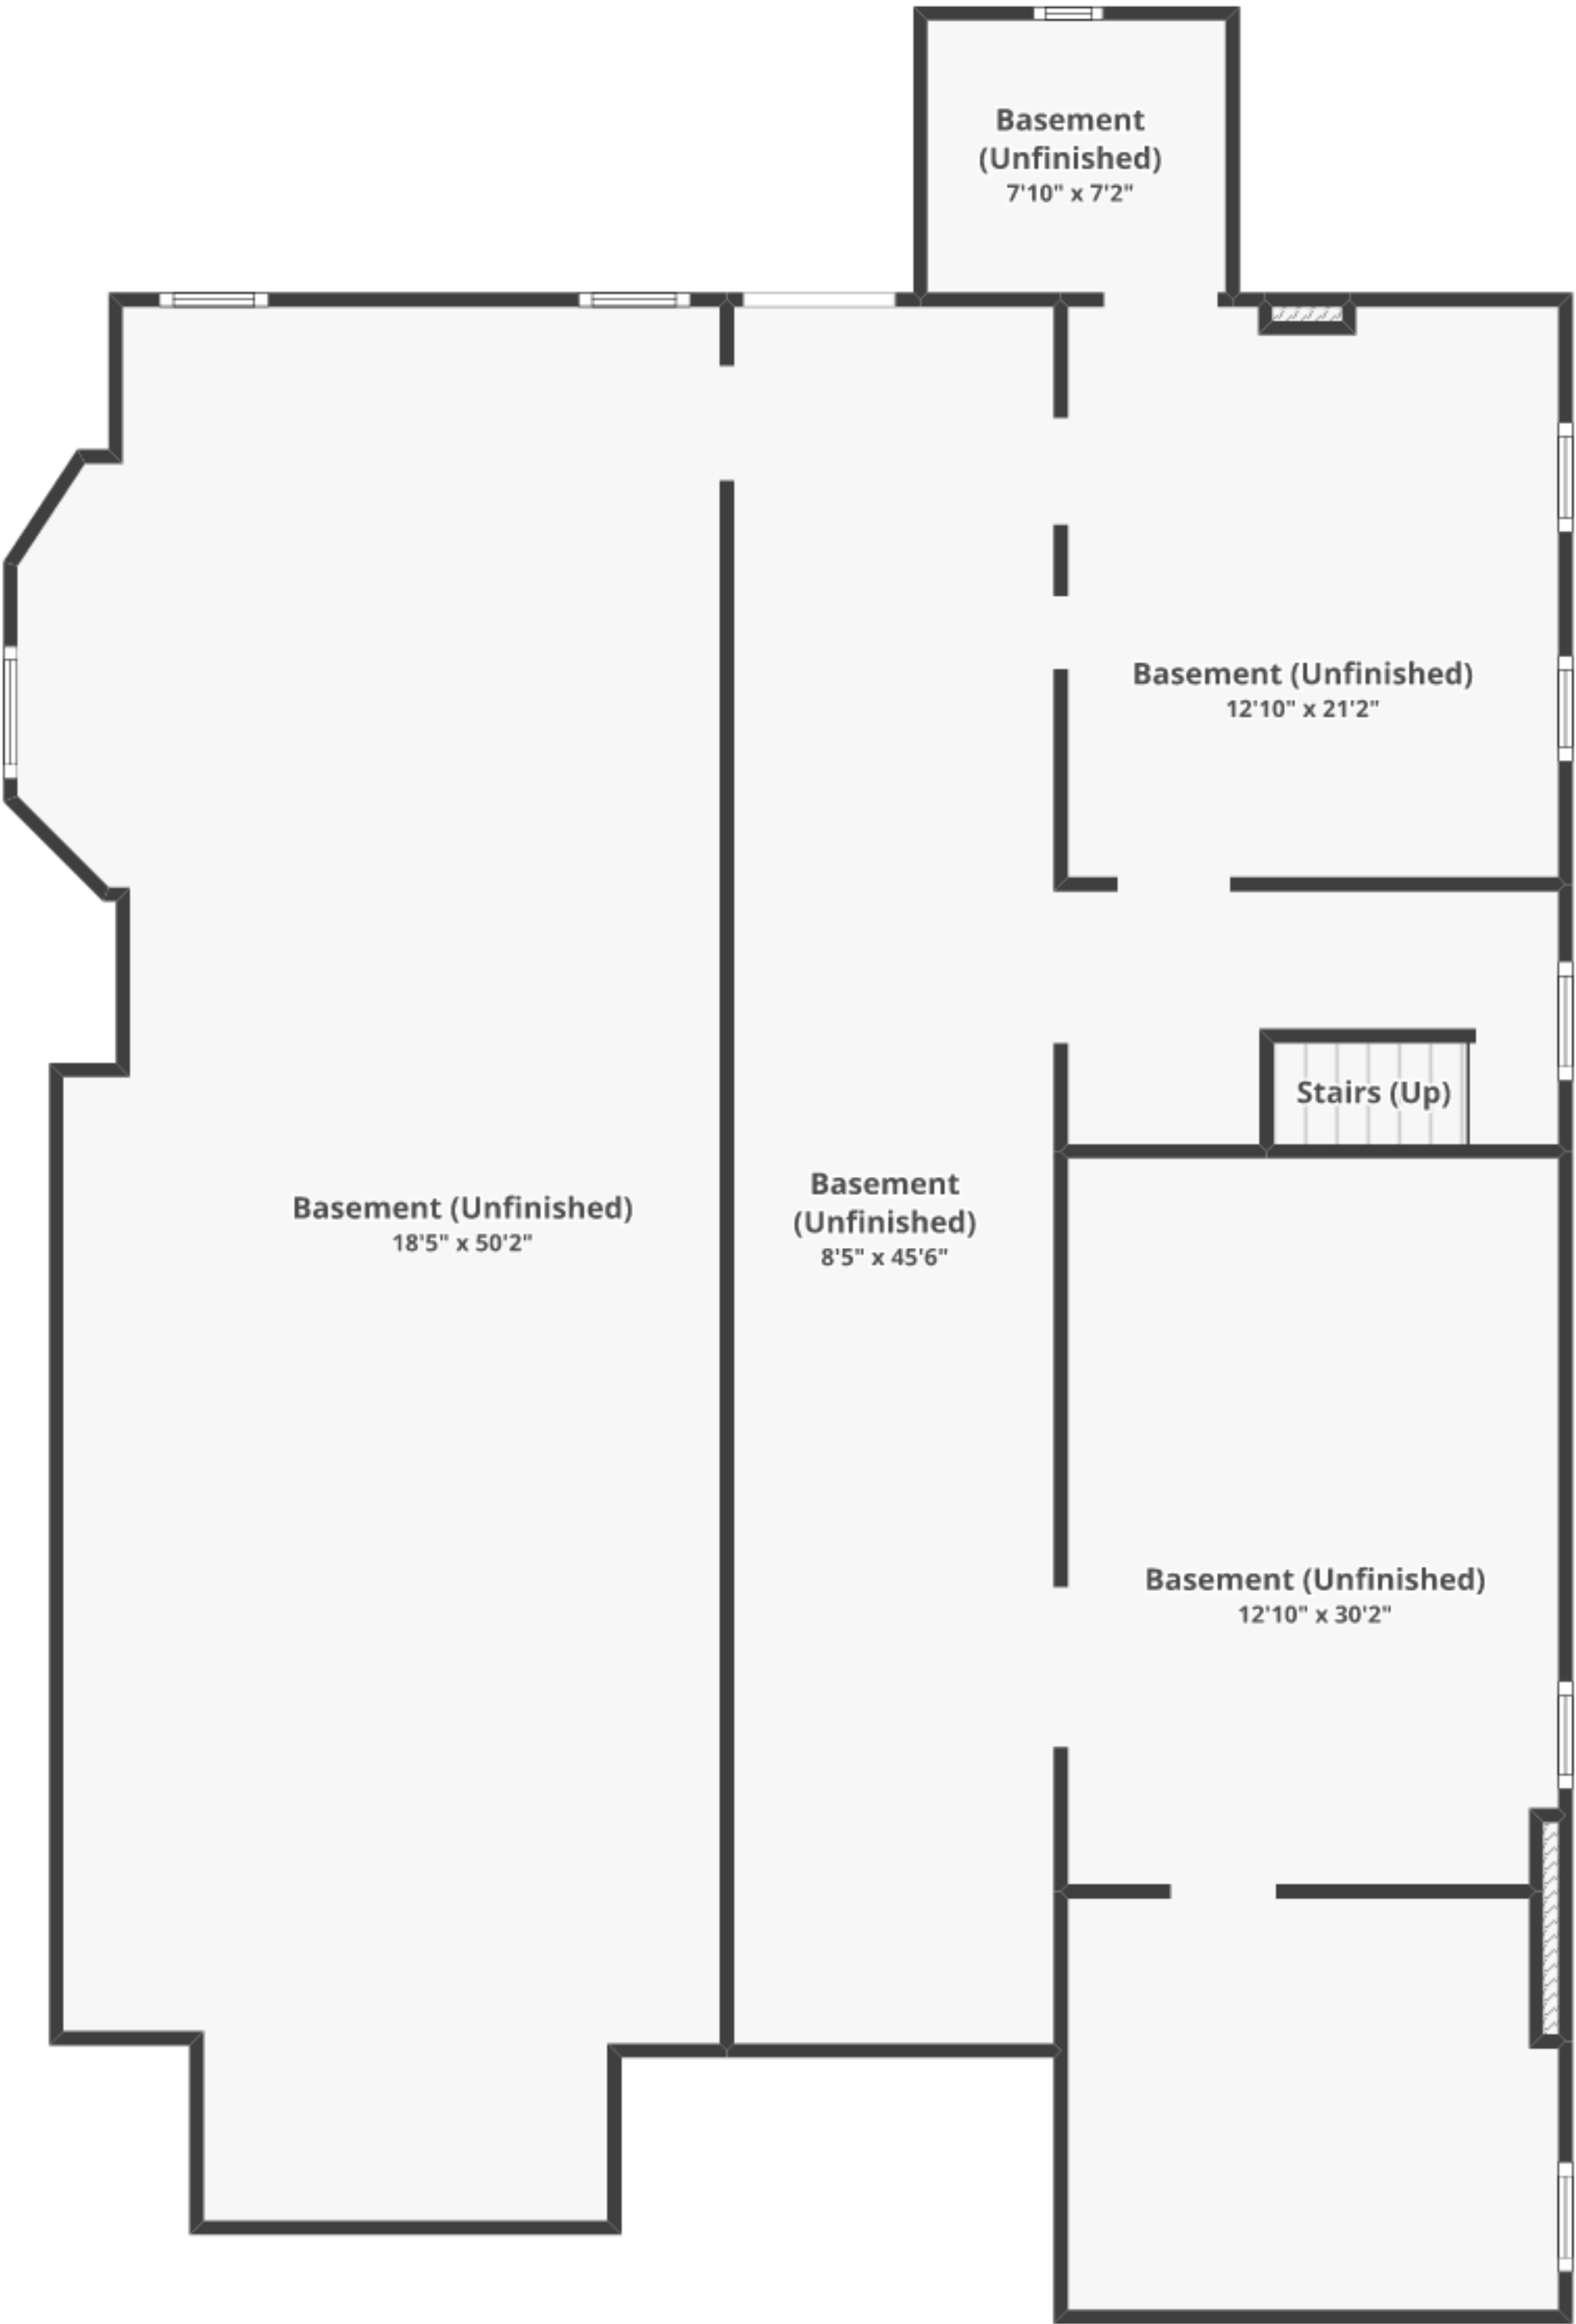 Basement
(Unfinished)
7'10" x 7'2"
Basement (Unfinished)
12'10" x 21'2"
Stairs (Up)
Basement (Unfinished)
18'5" x 50'2"
Basement
(Unfinished)
8'5" x 45'6"
Basement (Unfinished)
12'10" x 30'2"